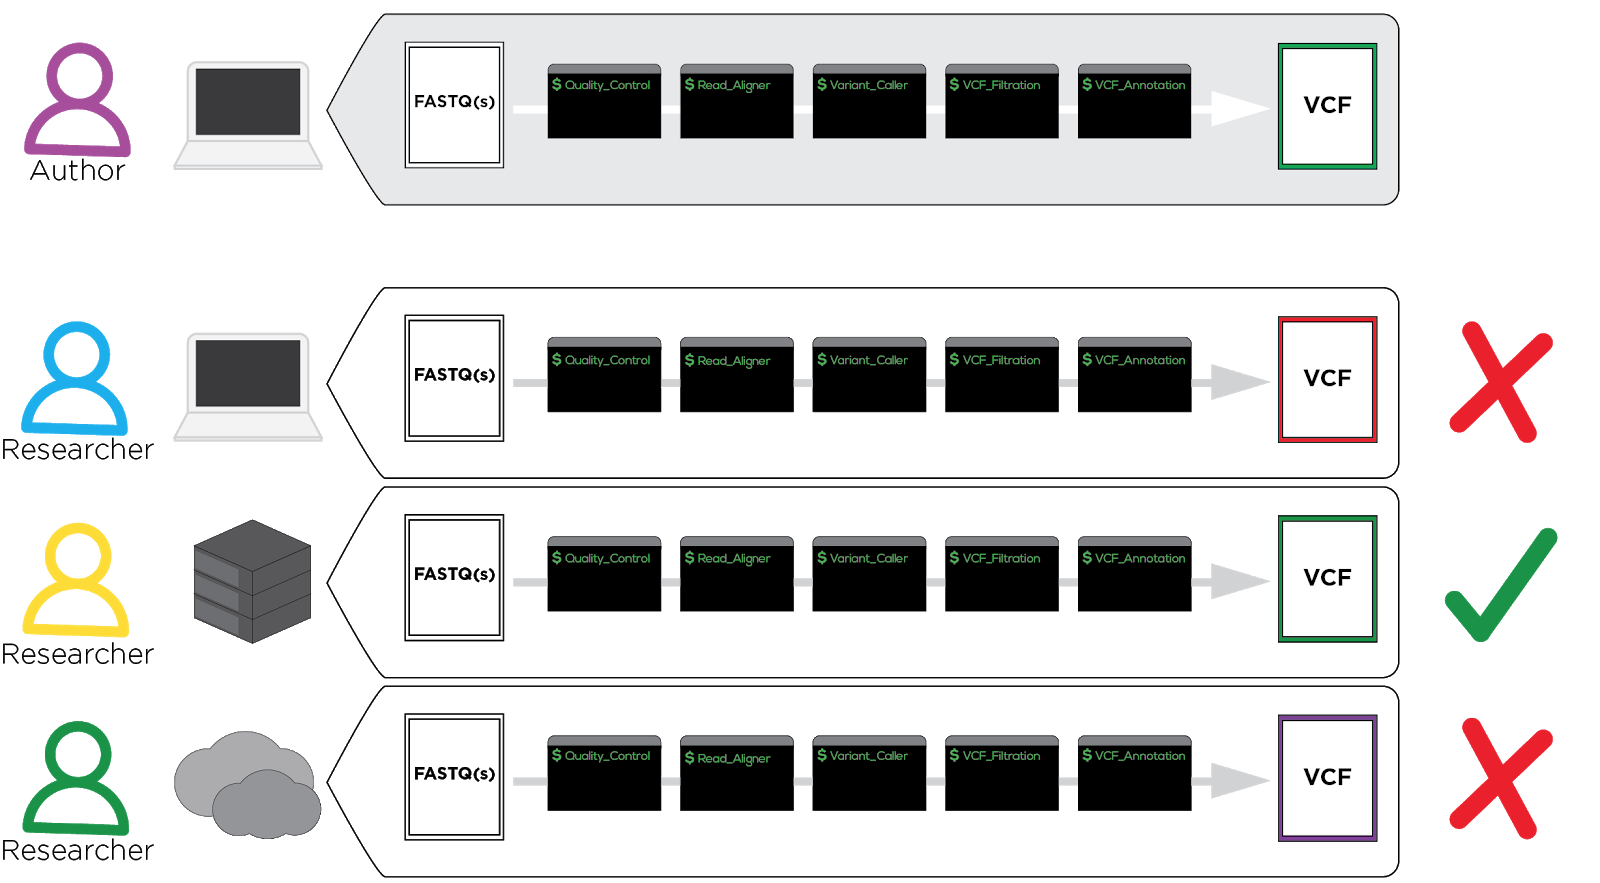 FASTQ(s)
$ Quality_Control
$ Read_Aligner
$ Variant_Caller
$ VCF_Filtration
$ VCF_Annotation
VCF
Author
FASTQ(s)
$ Quality_Control
$ Read_Aligner
$ Variant_Caller
$ VCF_Filtration
$ VCF_Annotation
VCF
Researcher
FASTQ(s)
$ Quality_Control
$ Read_Aligner
$ Variant_Caller
$ VCF_Filtration
$ VCF_Annotation
VCF
Researcher
FASTQ(s)
$ Quality_Control
$ Read_Aligner
$ Variant_Caller
$ VCF_Filtration
$ VCF_Annotation
VCF
Researcher